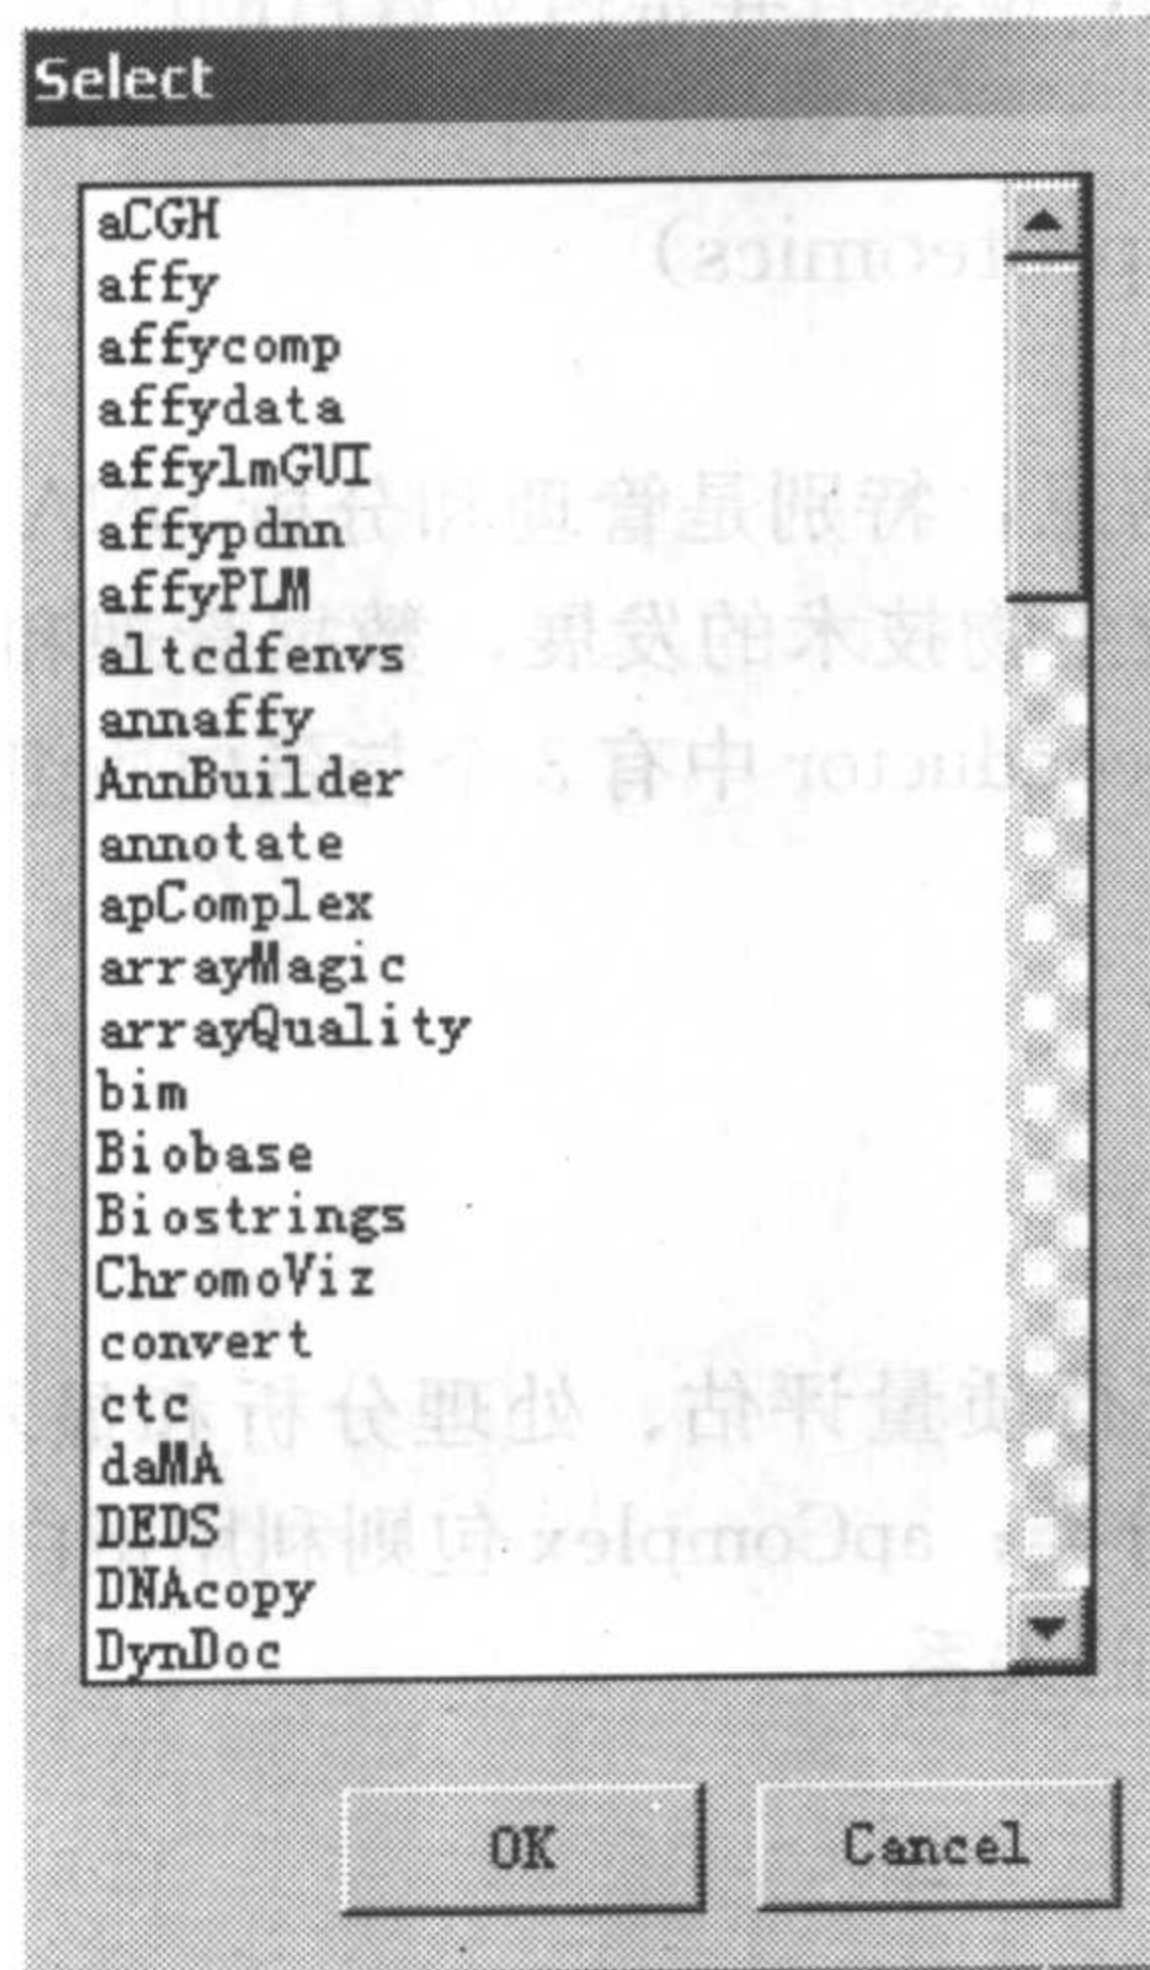 Select
aCGH
affy
affycomp
affydata
affylmGUI
affypdnn
affyPLM
altcdfenvs
annaffy
AnnBuilder
annotate
apComplex
arrayMagic
arrayQuality
bim
Biobase
Biostrings
ChromoViz
convert
ctc
daMA
DEDS
DNAcopy
DynDoc
OK
Cancel